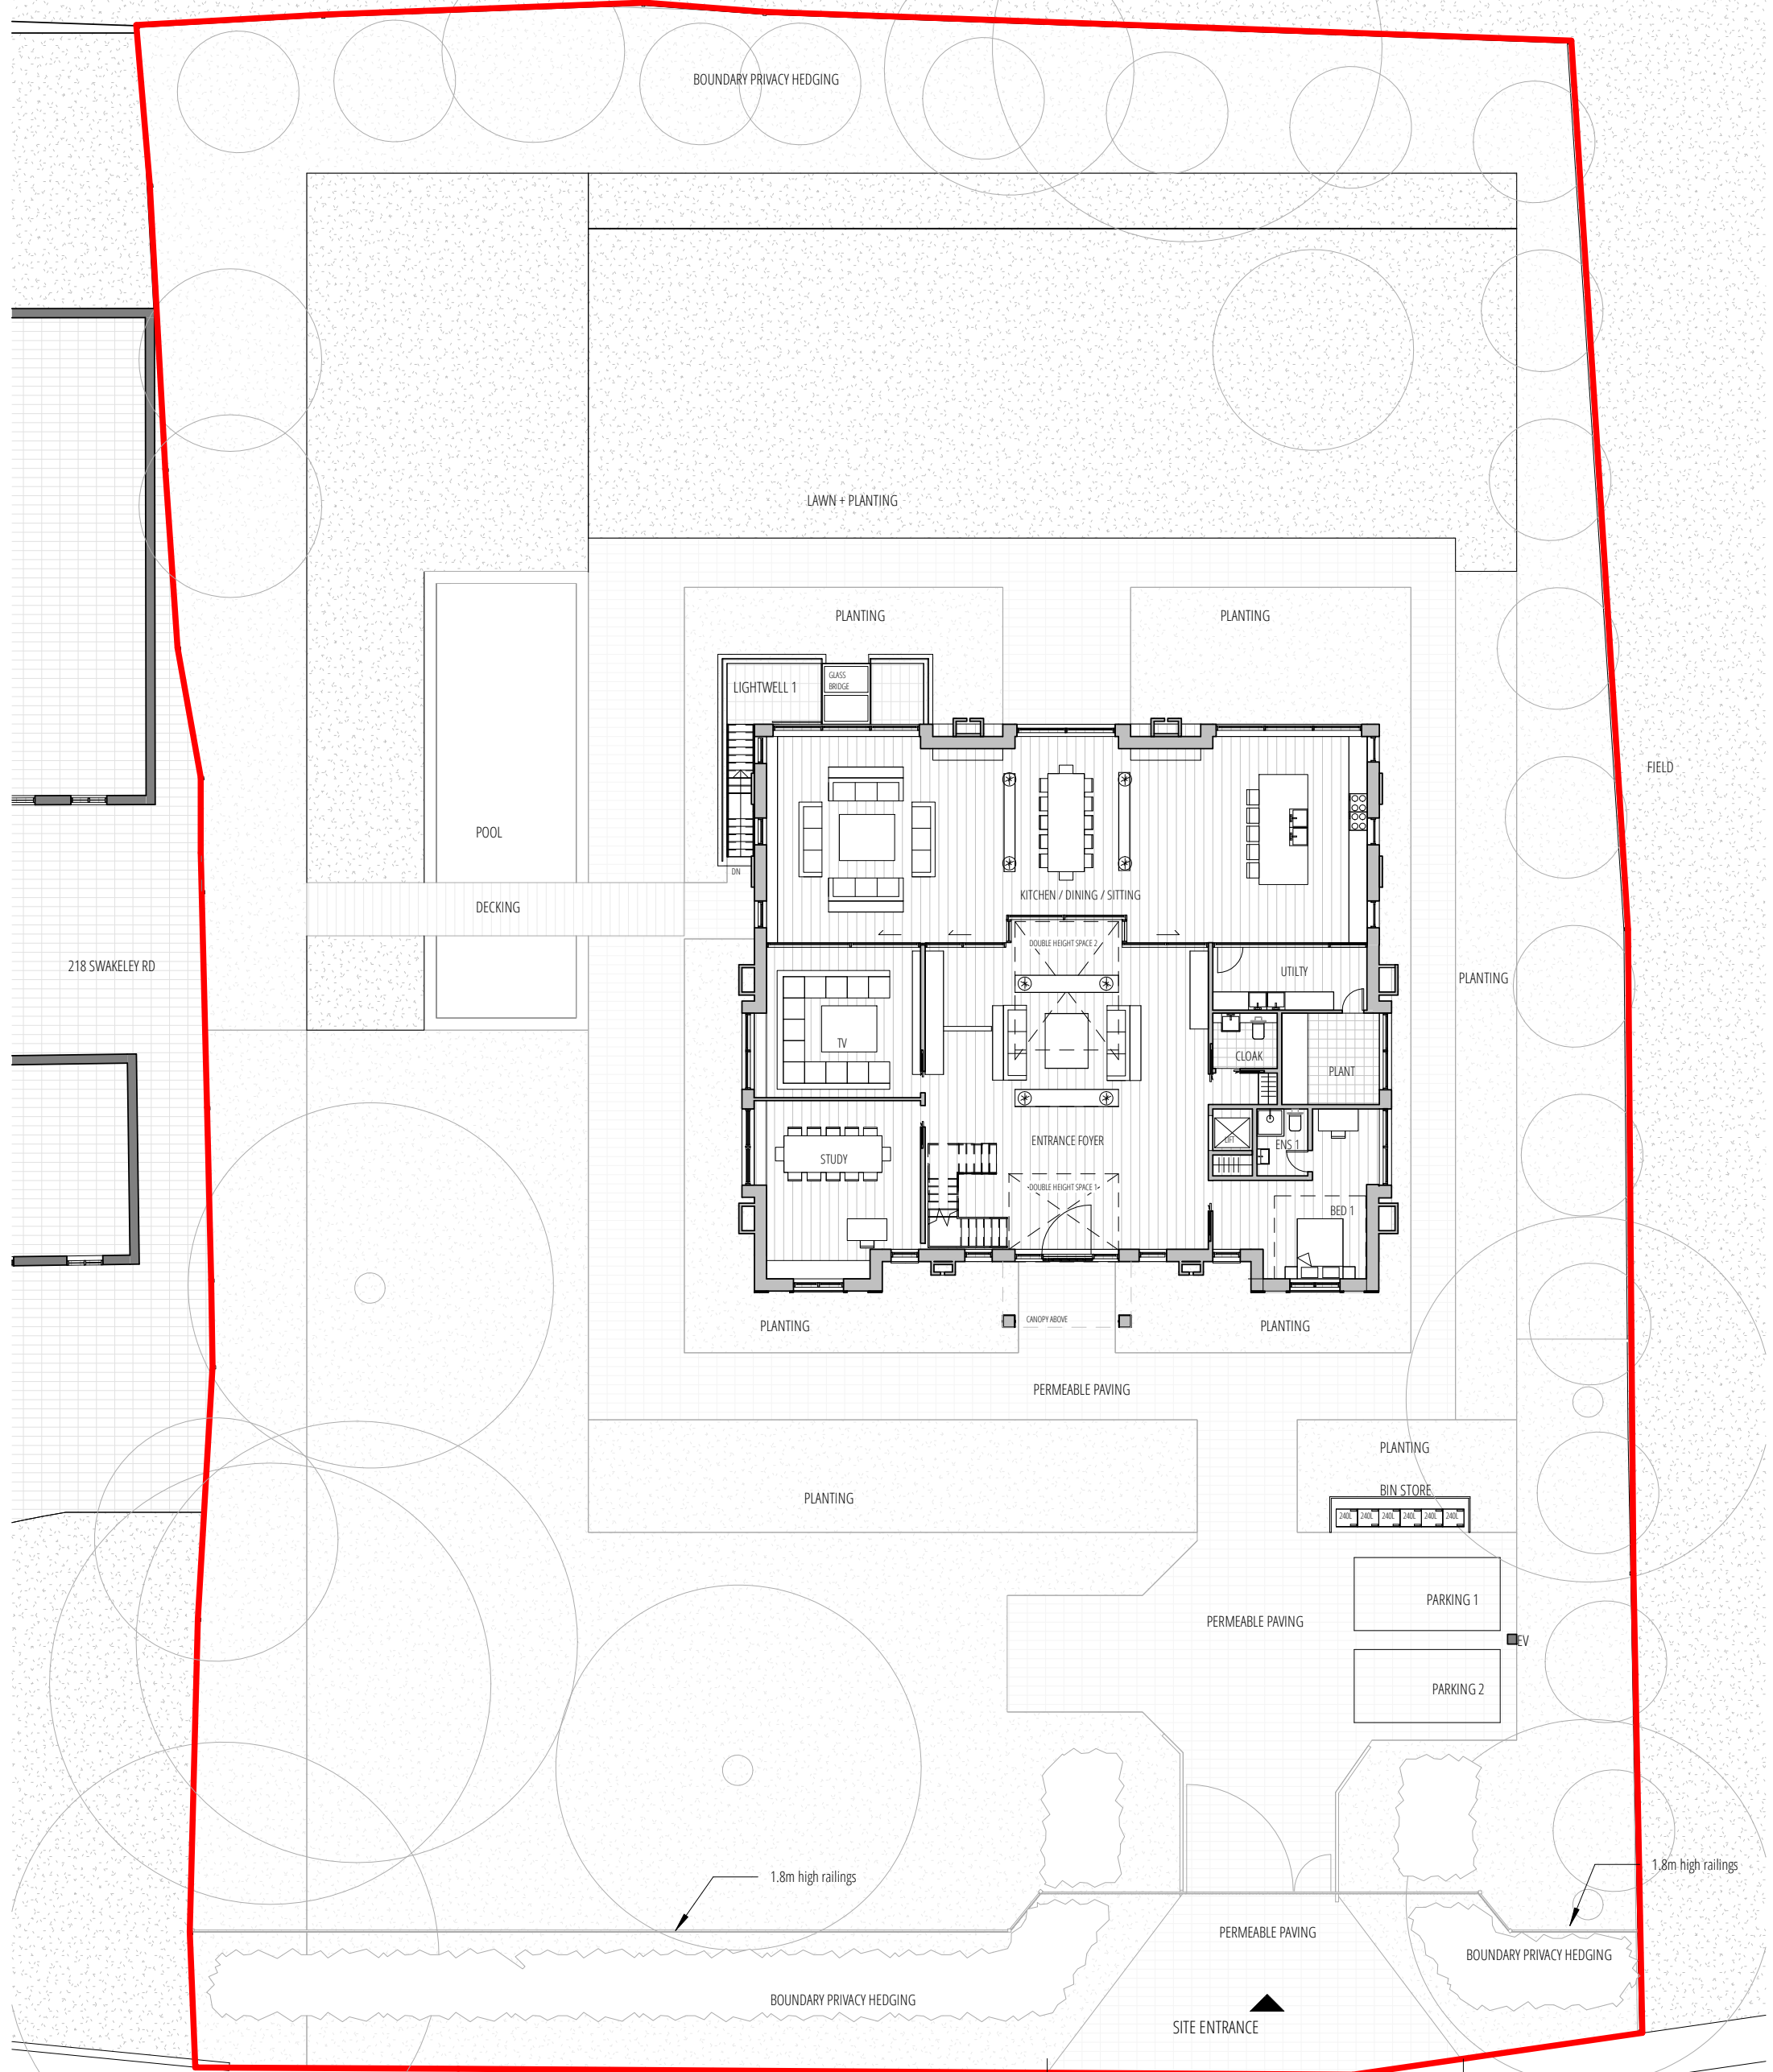 BOUNDARY PRIVACY HEDGING
LAWN + PLANTING
PLANTING
PLANTING
LIGHTWELL 1
GLASS
BRIDGE
FIELD
POOL
DN
KITCHEN / DINING / SITTING
DECKING
DOUBLE HEIGHT SPACE 2
218 SWAKELEY RD
UTILTY
PLANTING
TV
CLOAK
PLANT
ENTRANCE FOYER
LIFT
ENS 1
STUDY
DOUBLE HEIGHT SPACE 1
BED 1
PLANTING
CANOPY ABOVE
PLANTING
PERMEABLE PAVING
PLANTING
BIN STORE
PLANTING
240L 240L 240L 240L 240L 240L
PARKING 1
PERMEABLE PAVING
EV
PARKING 2
1.8m high railings
1.8m high railings
PERMEABLE PAVING
BOUNDARY PRIVACY HEDGING
BOUNDARY PRIVACY HEDGING
SITE ENTRANCE